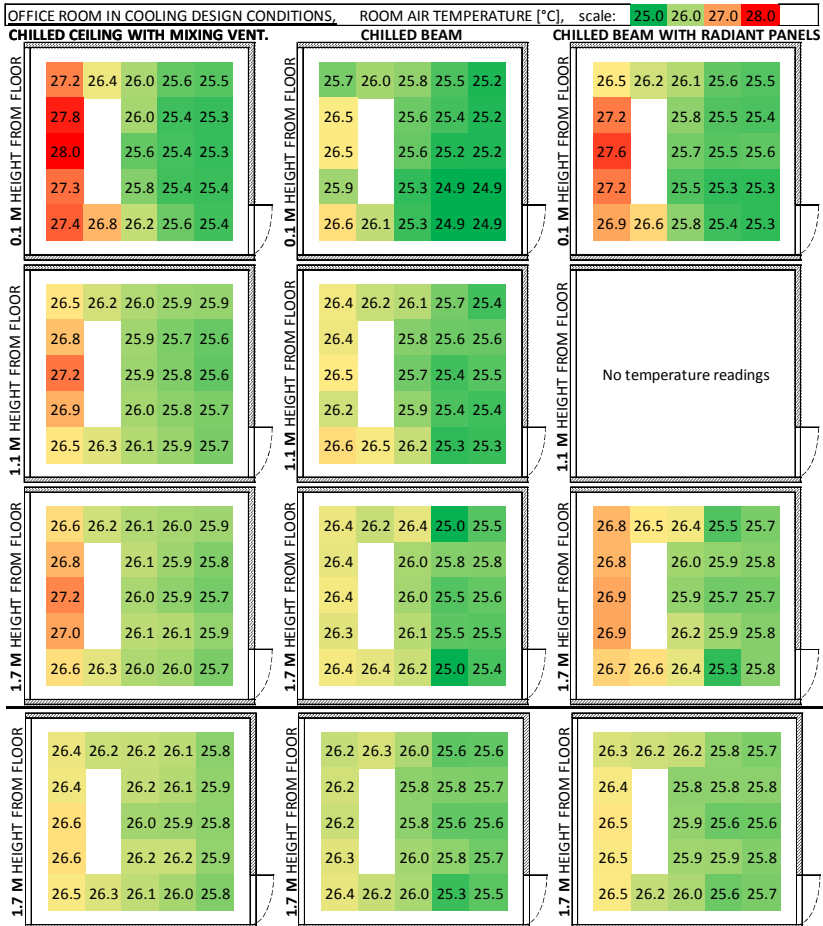 OFFICE ROOM IN COOLING DESIGN CONDITIONS, ROOM AIR TEMPERATURE [°C], scale: 25.0 26.0 27.0 28.0
CHILLED CEILING WITH MIXING VENT. CHILLED BEAM CHILLED BEAM WITH RADIANT PANELS
0.1 M HEIGHT FROM FLOOR
27.2 26.4 26.0 25.6 25.5
27.8 26.0 25.4 25.3
28.0 25.6 25.4 25.3
27.3 25.8 25.4 25.4
27.4 26.8 26.2 25.6 25.4
0.1 M HEIGHT FROM FLOOR
25.7 26.0 25.8 25.5 25.2
26.5 25.6 25.4 25.2
26.5 25.6 25.2 25.2
25.9 25.3 24.9 24.9
26.6 26.1 25.3 24.9 24.9
0.1 M HEIGHT FROM FLOOR
26.5 26.2 26.1 25.6 25.5
27.2 25.8 25.5 25.4
27.6 25.7 25.5 25.6
27.2 25.5 25.3 25.3
26.9 26.6 25.8 25.4 25.3
1.1 M HEIGHT FROM FLOOR
26.5 26.2 26.0 25.9 25.9
26.8 25.9 25.7 25.6
27.2 25.9 25.8 25.6
26.9 26.0 25.8 25.7
26.5 26.3 26.1 25.9 25.7
1.1 M HEIGHT FROM FLOOR
26.4 26.2 26.1 25.7 25.4
26.4 25.8 25.6 25.6
26.5 25.7 25.4 25.5
26.2 25.9 25.4 25.4
26.6 26.5 26.2 25.3 25.3
1.1 M HEIGHT FROM FLOOR
No temperature readings
1.7 M HEIGHT FROM FLOOR
26.6 26.2 26.1 26.0 25.9
26.8 26.1 25.9 25.8
27.2 26.0 25.9 25.7
27.0 26.1 26.1 25.9
26.6 26.3 26.0 26.0 25.7
1.7 M HEIGHT FROM FLOOR
26.4 26.2 26.4 25.0 25.5
26.4 26.0 25.8 25.8
26.4 26.0 25.5 25.6
26.3 26.1 25.5 25.5
26.4 26.4 26.2 25.0 25.4
1.7 M HEIGHT FROM FLOOR
26.8 26.5 26.4 25.5 25.7
26.8 26.0 25.9 25.8
26.9 25.9 25.7 25.7
26.9 26.2 25.9 25.8
26.7 26.6 26.4 25.3 25.8
1.7 M HEIGHT FROM FLOOR
26.4 26.2 26.2 26.1 25.8
26.4 26.2 26.1 25.9
26.6 26.0 25.9 25.8
26.6 26.2 26.2 25.9
26.5 26.3 26.1 26.0 25.8
1.7 M HEIGHT FROM FLOOR
26.2 26.3 26.0 25.6 25.6
26.2 25.8 25.8 25.7
26.2 25.8 25.6 25.6
26.3 26.0 25.8 25.7
26.4 26.2 26.0 25.3 25.5
1.7 M HEIGHT FROM FLOOR
26.3 26.2 26.2 25.8 25.7
26.4 25.8 25.8 25.8
26.5 25.9 25.6 25.6
26.5 25.9 25.9 25.8
26.5 26.2 26.0 25.6 25.7